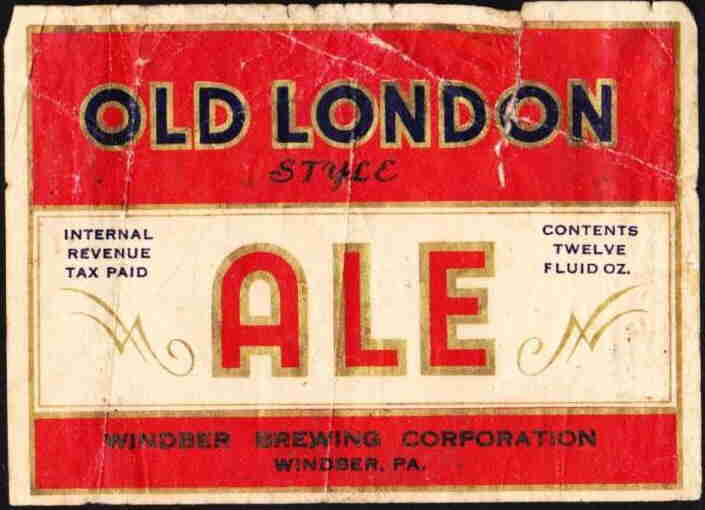 OLD LONDON
STYLE
INTERNAL
REVENUE
TAX PAID
ALE
CONTENTS
TWELVE
FLUID OZ.
WINDBER BREWING CORPORATION
WINDBER, PA.